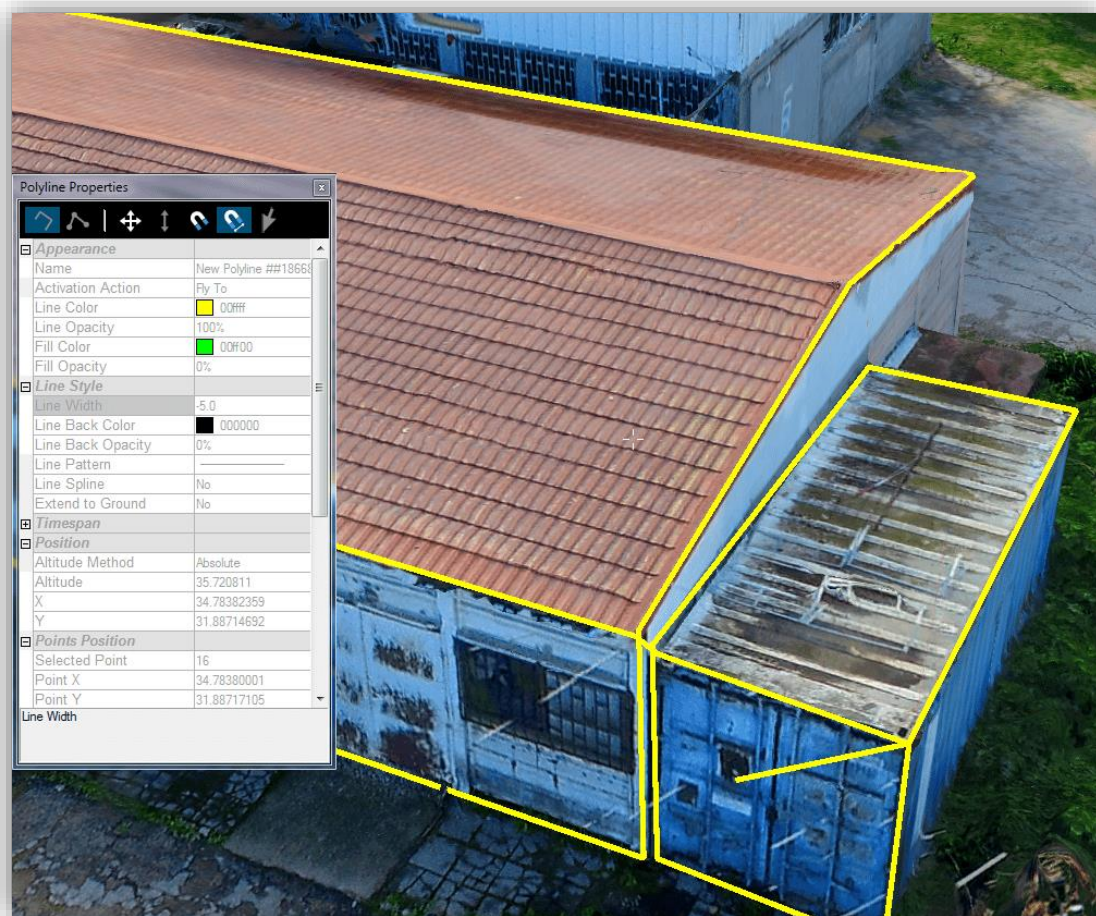 Polyline Properties
Appearance
Name New Polyline ##18668
Activation Action Fly To
Line Color 00ffff
Line Opacity 100%
Fill Color 00ff00
Fill Opacity 0%
Line Style
Line Width -5.0
Line Back Color 000000
Line Back Opacity 0%
Line Pattern
Line Spline No
Extend to Ground No
Timespan
Position
Altitude Method Absolute
Altitude 35.720811
X 34.78382359
Y 31.88714692
Points Position
Selected Point 16
Point X 34.78380001
Point Y 31.88717105
Line Width